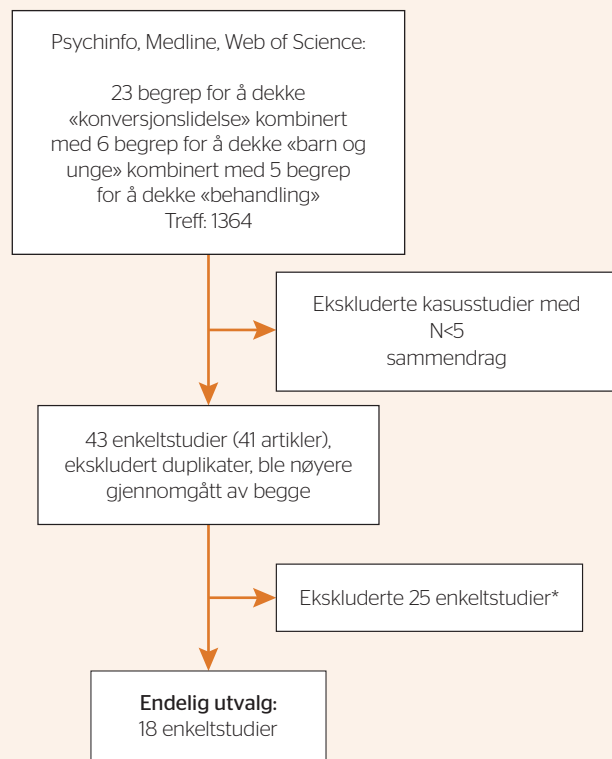 Psychinfo, Medline, Web of Science:
23 begrep for å dekke
«konversjonslidelse» kombinert
med 6 begrep for å dekke «barn og
unge» kombinert med 5 begrep
for å dekke «behandling»
Treff: 1364
Ekskluderte kasusstudier med
N<5
sammendrag
43 enkeltstudier (41 artikler),
ekskludert duplikater, ble nøyere
gjennomgått av begge
Ekskluderte 25 enkeltstudier*
Endelig utvalg:
18 enkeltstudier